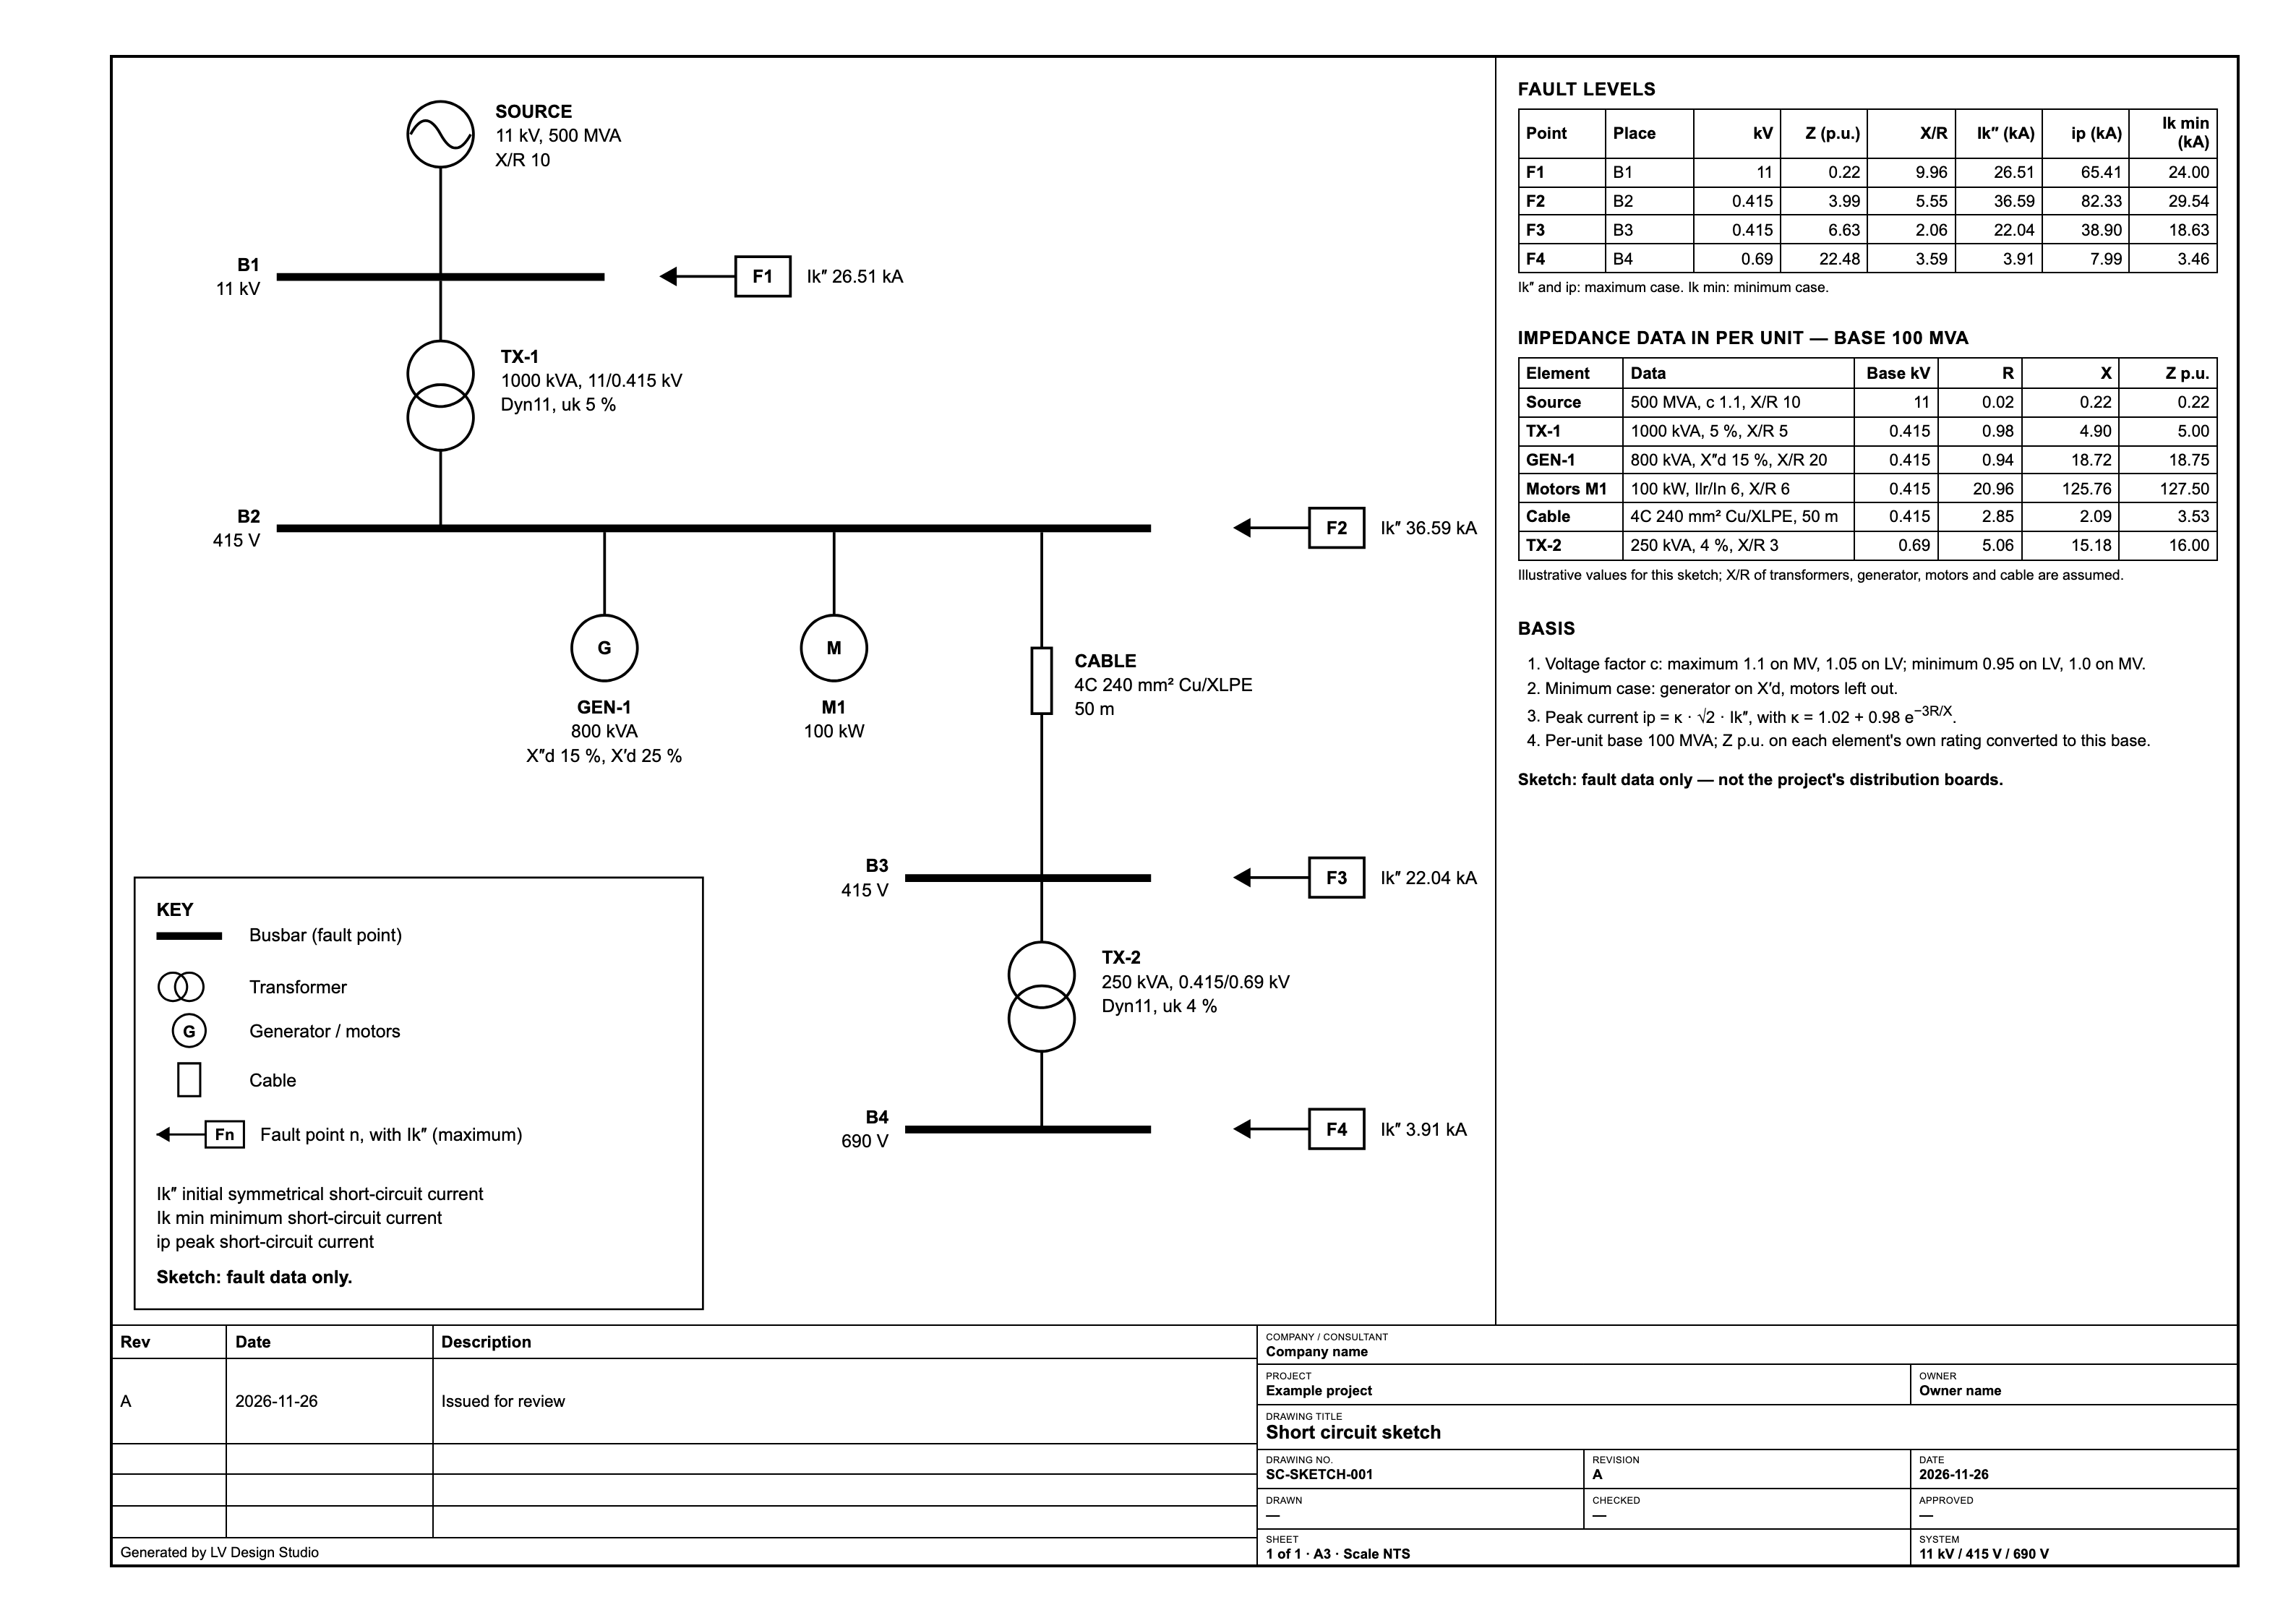 SOURCE
11 kV, 500 MVA
X/R 10
B1
11 kV
F1
Ik″ 26.51 kA
TX-1
1000 kVA, 11/0.415 kV
Dyn11, uk 5 %
B2
415 V
F2
Ik″ 36.59 kA
G
M
GEN-1
800 kVA
X″d 15 %, X′d 25 %
M1
100 kW
CABLE
4C 240 mm² Cu/XLPE
50 m
B3
415 V
F3
Ik″ 22.04 kA
TX-2
250 kVA, 0.415/0.69 kV
Dyn11, uk 4 %
B4
690 V
F4
Ik″ 3.91 kA
KEY
Busbar (fault point)
Transformer
G Generator / motors
Cable
Fn Fault point n, with Ik″ (maximum)
Ik″ initial symmetrical short-circuit current
Ik min minimum short-circuit current
ip peak short-circuit current
Sketch: fault data only.
FAULT LEVELS
Point Place kV Z (p.u.) X/R Ik″ (kA) ip (kA) Ik min (kA)
F1 B1 11 0.22 9.96 26.51 65.41 24.00
F2 B2 0.415 3.99 5.55 36.59 82.33 29.54
F3 B3 0.415 6.63 2.06 22.04 38.90 18.63
F4 B4 0.69 22.48 3.59 3.91 7.99 3.46
Ik″ and ip: maximum case. Ik min: minimum case.
IMPEDANCE DATA IN PER UNIT — BASE 100 MVA
Element Data Base kV R X Z p.u.
Source 500 MVA, c 1.1, X/R 10 11 0.02 0.22 0.22
TX-1 1000 kVA, 5 %, X/R 5 0.415 0.98 4.90 5.00
GEN-1 800 kVA, X″d 15 %, X/R 20 0.415 0.94 18.72 18.75
Motors M1 100 kW, Ilr/In 6, X/R 6 0.415 20.96 125.76 127.50
Cable 4C 240 mm² Cu/XLPE, 50 m 0.415 2.85 2.09 3.53
TX-2 250 kVA, 4 %, X/R 3 0.69 5.06 15.18 16.00
Illustrative values for this sketch; X/R of transformers, generator, motors and cable are assumed.
BASIS
1. Voltage factor c: maximum 1.1 on MV, 1.05 on LV; minimum 0.95 on LV, 1.0 on MV.
2. Minimum case: generator on X′d, motors left out.
3. Peak current ip = κ · √2 · Ik″, with κ = 1.02 + 0.98 e−3R/X.
4. Per-unit base 100 MVA; Z p.u. on each element's own rating converted to this base.
Sketch: fault data only — not the project's distribution boards.
Rev Date Description
A 2026-11-26 Issued for review
Generated by LV Design Studio
COMPANY / CONSULTANT
Company name
PROJECT
Example project
OWNER
Owner name
DRAWING TITLE
Short circuit sketch
DRAWING NO.
SC-SKETCH-001
REVISION
A
DATE
2026-11-26
DRAWN
—
CHECKED
—
APPROVED
—
SHEET
1 of 1 · A3 · Scale NTS
SYSTEM
11 kV / 415 V / 690 V